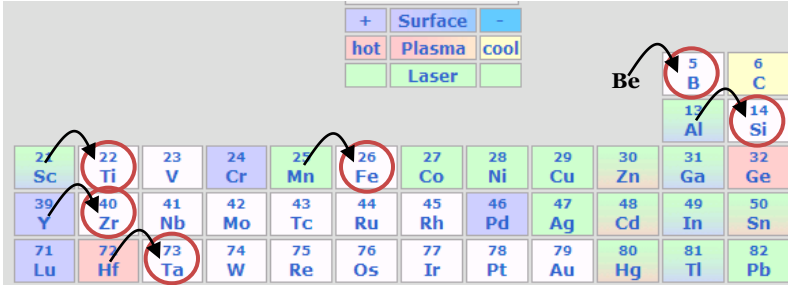 + Surface -
hot Plasma cool
Laser
5 6
Be B C
13 14
Al Si
21 22 23 24 25 26 27 28 29 30 31 32
Sc Ti V Cr Mn Fe Co Ni Cu Zn Ga Ge
39 40 41 42 43 44 45 46 47 48 49 50
Y Zr Nb Mo Tc Ru Rh Pd Ag Cd In Sn
71 72 73 74 75 76 77 78 79 80 81 82
Lu Hf Ta W Re Os Ir Pt Au Hg Tl Pb